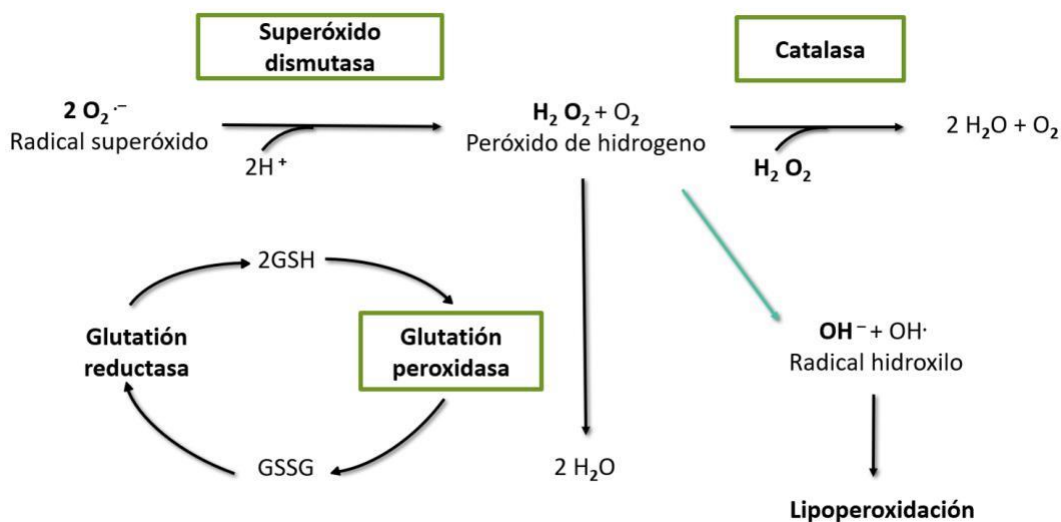 Superóxido
dismutasa
Catalasa
2 O₂˙⁻
Radical superóxido
2H⁺
H₂ O₂ + O₂
Peróxido de hidrogeno
H₂ O₂
2 H₂O + O₂
2GSH
Glutatión
reductasa
Glutatión
peroxidasa
GSSG
2 H₂O
OH⁻ + OH·
Radical hidroxilo
Lipoperoxidación